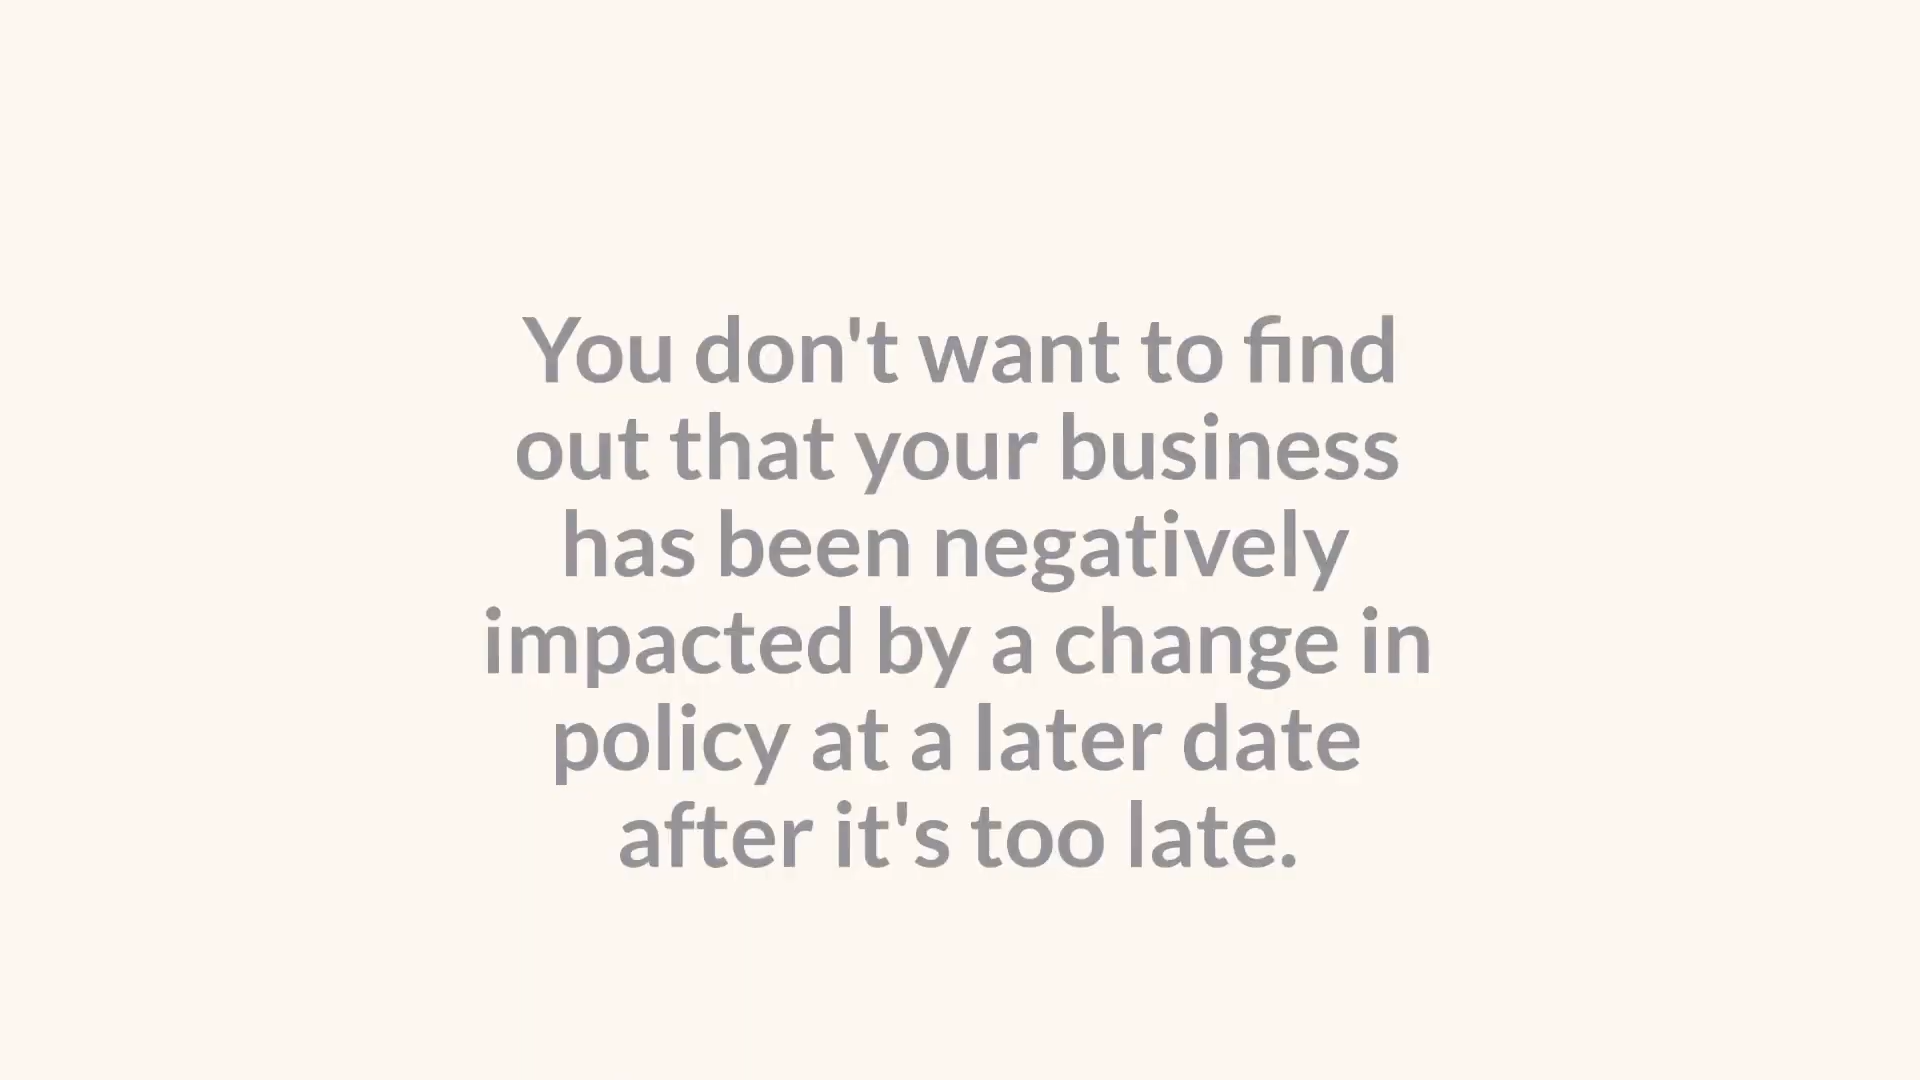 You don't want to find
out that your business
has been negatively
impacted by a change in
policy at a later date
after it's too late.